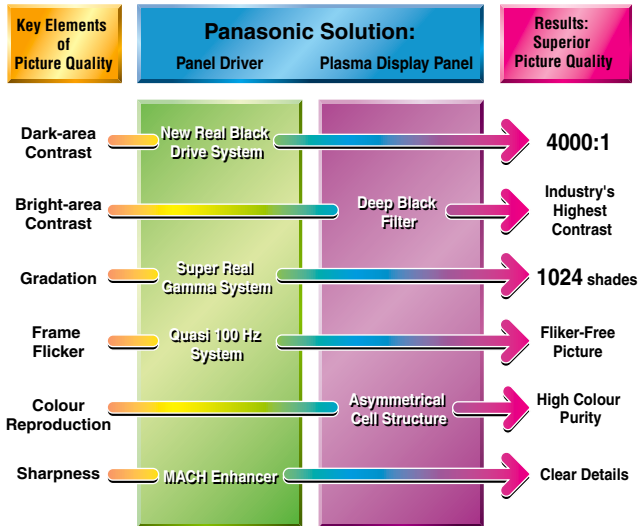 Key Elements
of
Picture Quality
Panasonic Solution:
Panel Driver
Plasma Display Panel
Results:
Superior
Picture Quality
Dark-area
Contrast
New Real Black
Drive System
4000:1
Bright-area
Contrast
Deep Black
Filter
Industry's
Highest
Contrast
Gradation
Super Real
Gamma System
1024 shades
Frame
Flicker
Quasi 100 Hz
System
Fliker-Free
Picture
Colour
Reproduction
Asymmetrical
Cell Structure
High Colour
Purity
Sharpness
MACH Enhancer
Clear Details